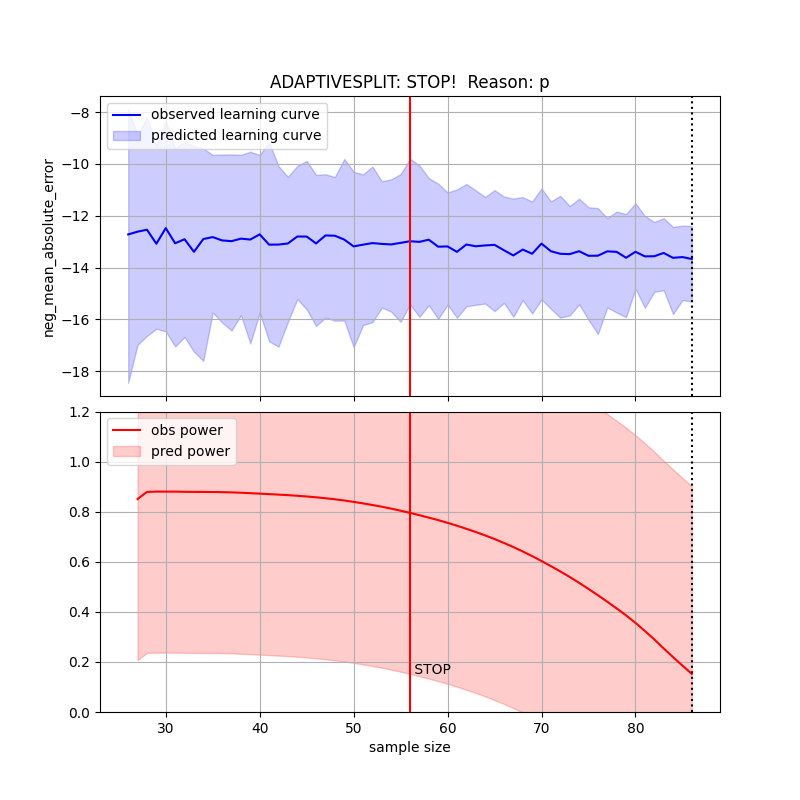 ADAPTIVESPLIT: STOP!  Reason: p
observed learning curve
predicted learning curve
neg_mean_absolute_error
−8
−10
−12
−14
−16
−18
obs power
pred power
1.2
1.0
0.8
0.6
0.4
0.2
0.0
STOP
30 40 50 60 70 80
sample size